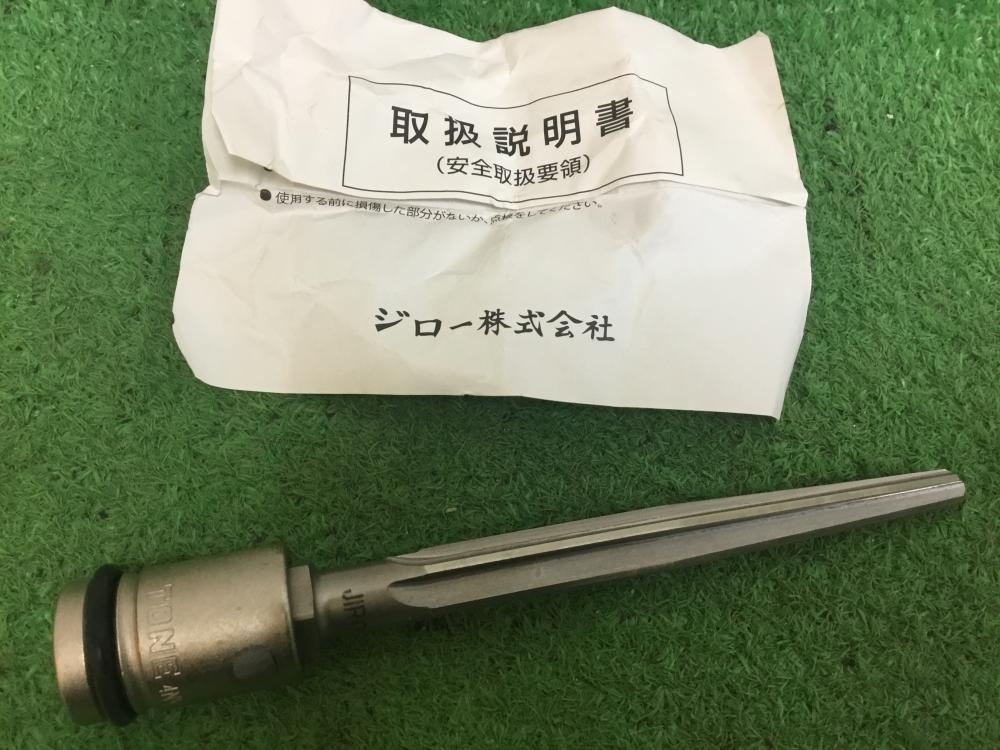 取扱説明書
(安全取扱要領)
● 使用する前に損傷した部分がないか、点検をしてください。
ジロー株式会社
JIR
TONE 4N